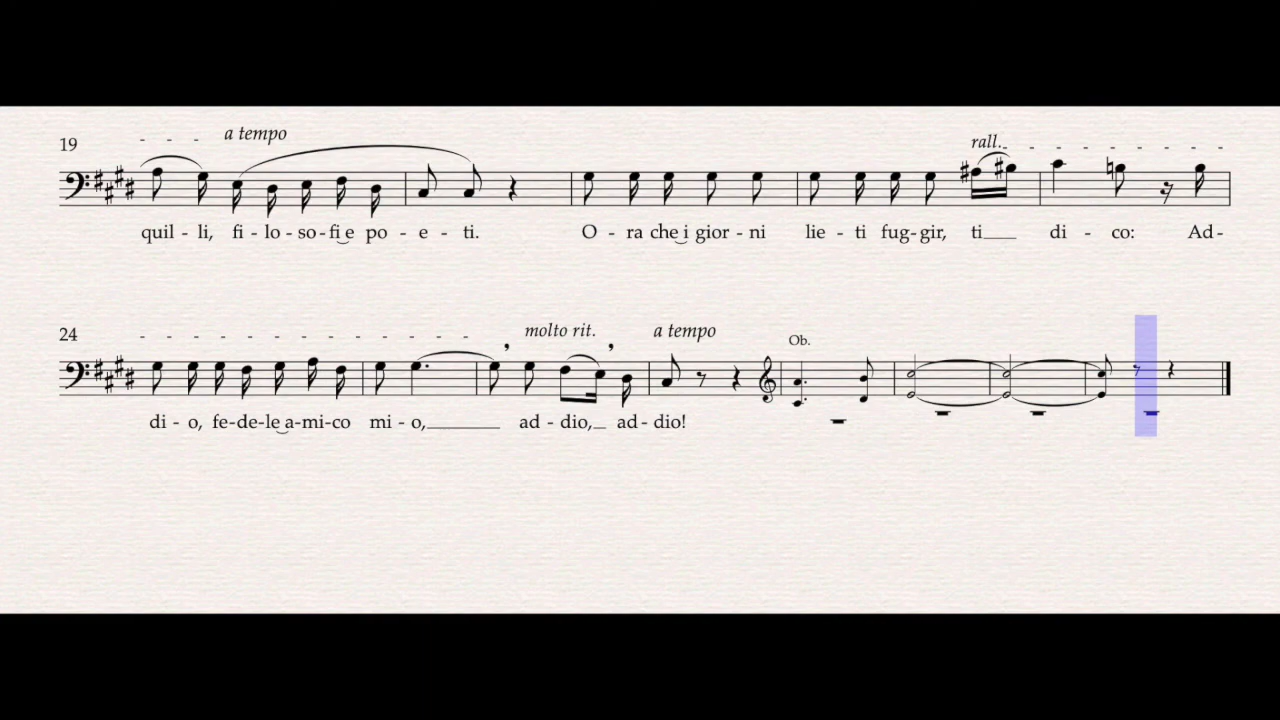 19 a tempo rall.
quil - li, fi - lo - so - fi e po - e - ti. O - ra che i gior - ni lie - ti fug - gir, ti di - co: Ad -
24 molto rit. a tempo Ob.
di - o, fe - de - le a - mi - co mi - o, ad - dio, ad - dio!